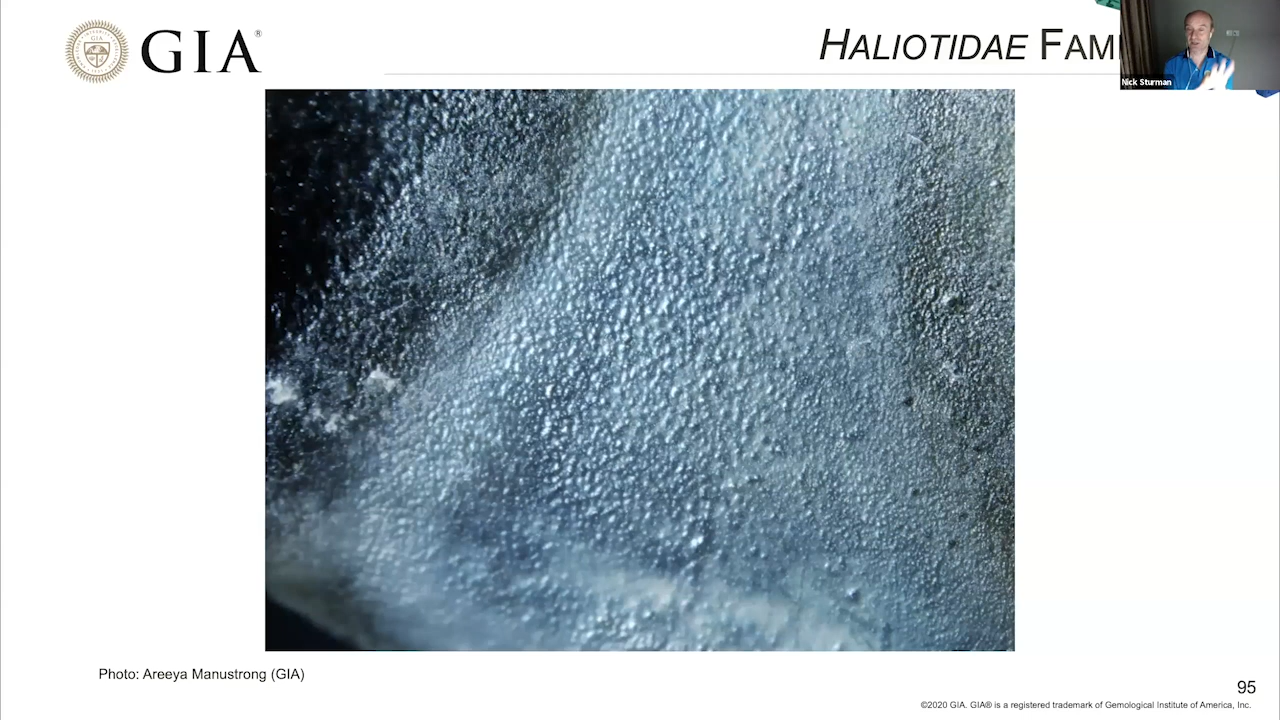 GIA®
HALIOTIDAE
Nick Sturman
Photo: Areeya Manustrong (GIA)
95
©2020 GIA. GIA® is a registered trademark of Gemological Institute of America, Inc.